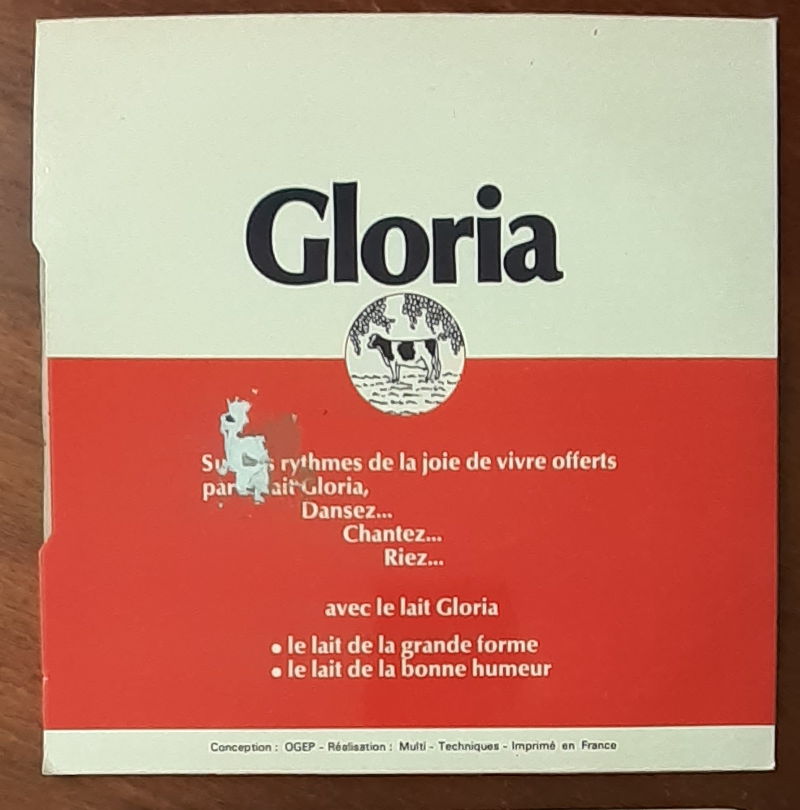 Gloria
rythmes de la joie de vivre offerts
Gloria,
Dansez...
Chantez...
Riez...
avec le lait Gloria
• le lait de la grande forme
• le lait de la bonne humeur
Conception : OGEP - Réalisation : Multi - Techniques - Imprimé en France